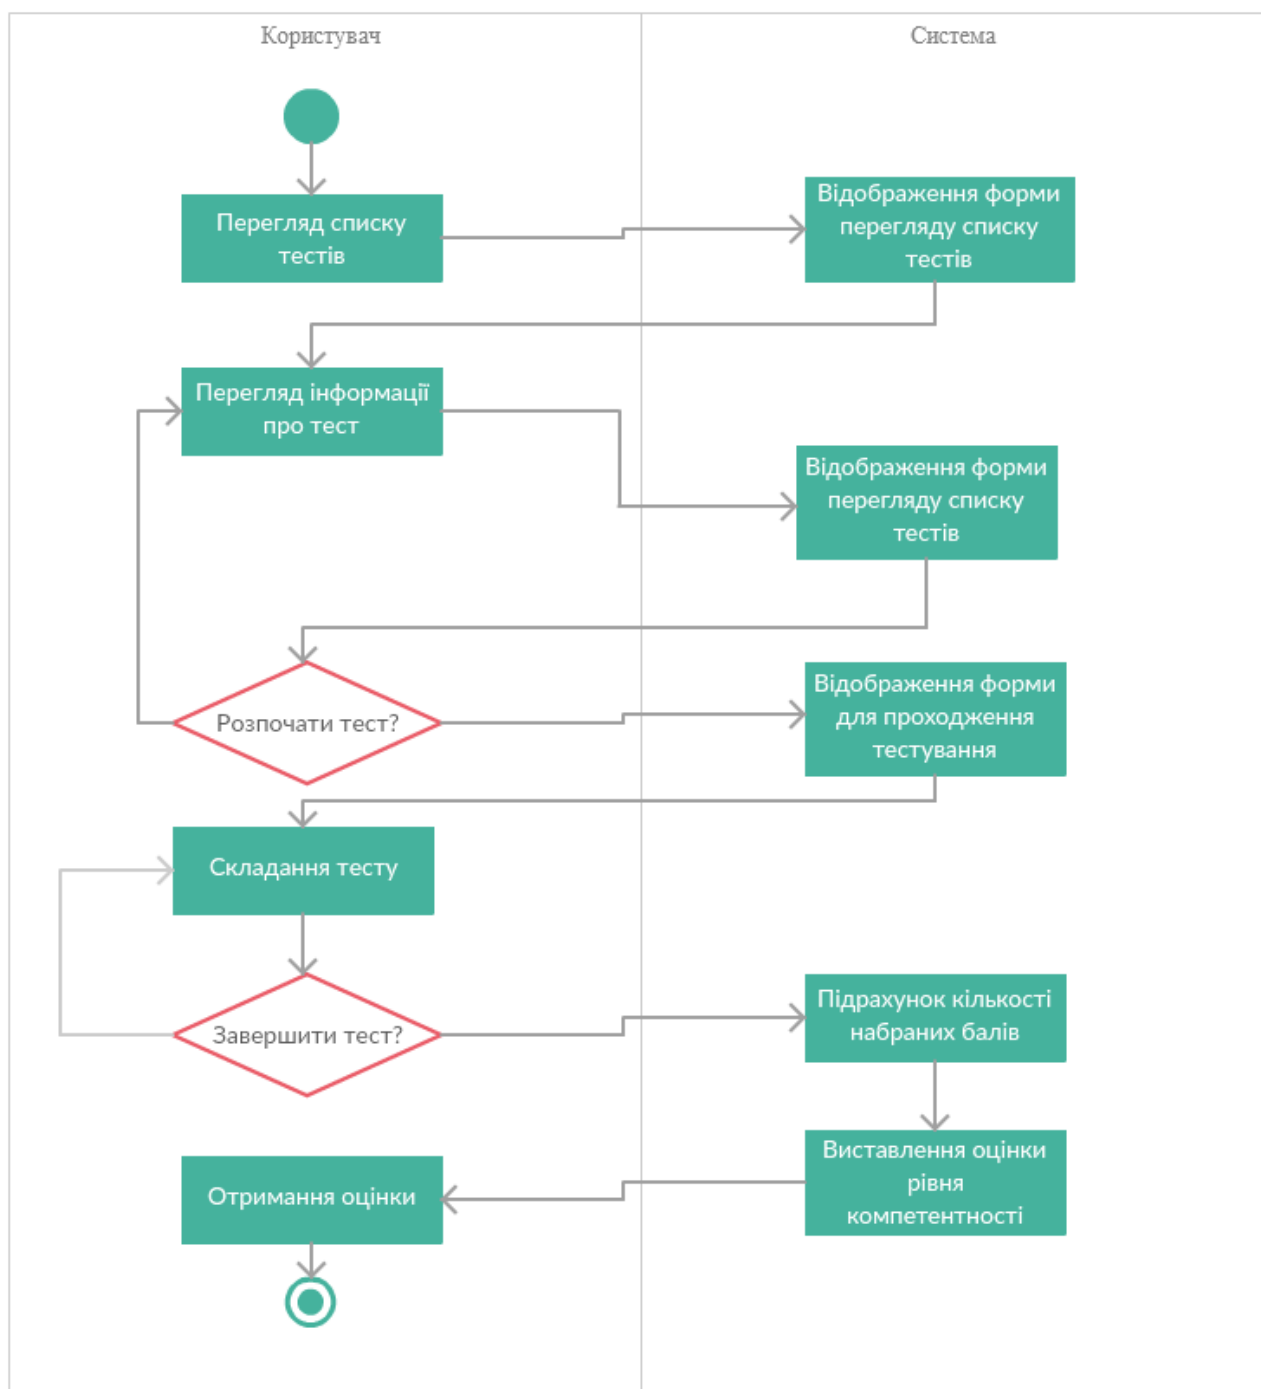 Користувач
Система
Перегляд списку
тестів
Відображення форми
перегляду списку
тестів
Перегляд інформації
про тест
Відображення форми
перегляду списку
тестів
Розпочати тест?
Відображення форми
для проходження
тестування
Складання тесту
Завершити тест?
Підрахунок кількості
набраних балів
Виставлення оцінки
рівня
компетентності
Отримання оцінки